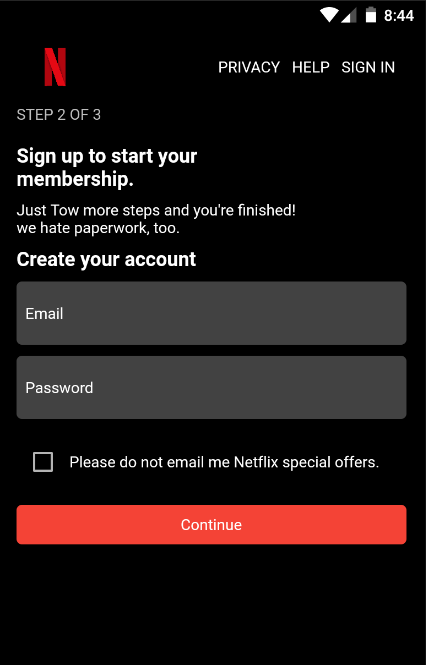 8:44
N
PRIVACY HELP SIGN IN
STEP 2 OF 3
Sign up to start your
membership.
Just Tow more steps and you're finished!
we hate paperwork, too.
Create your account
Email
Password
Please do not email me Netflix special offers.
Continue